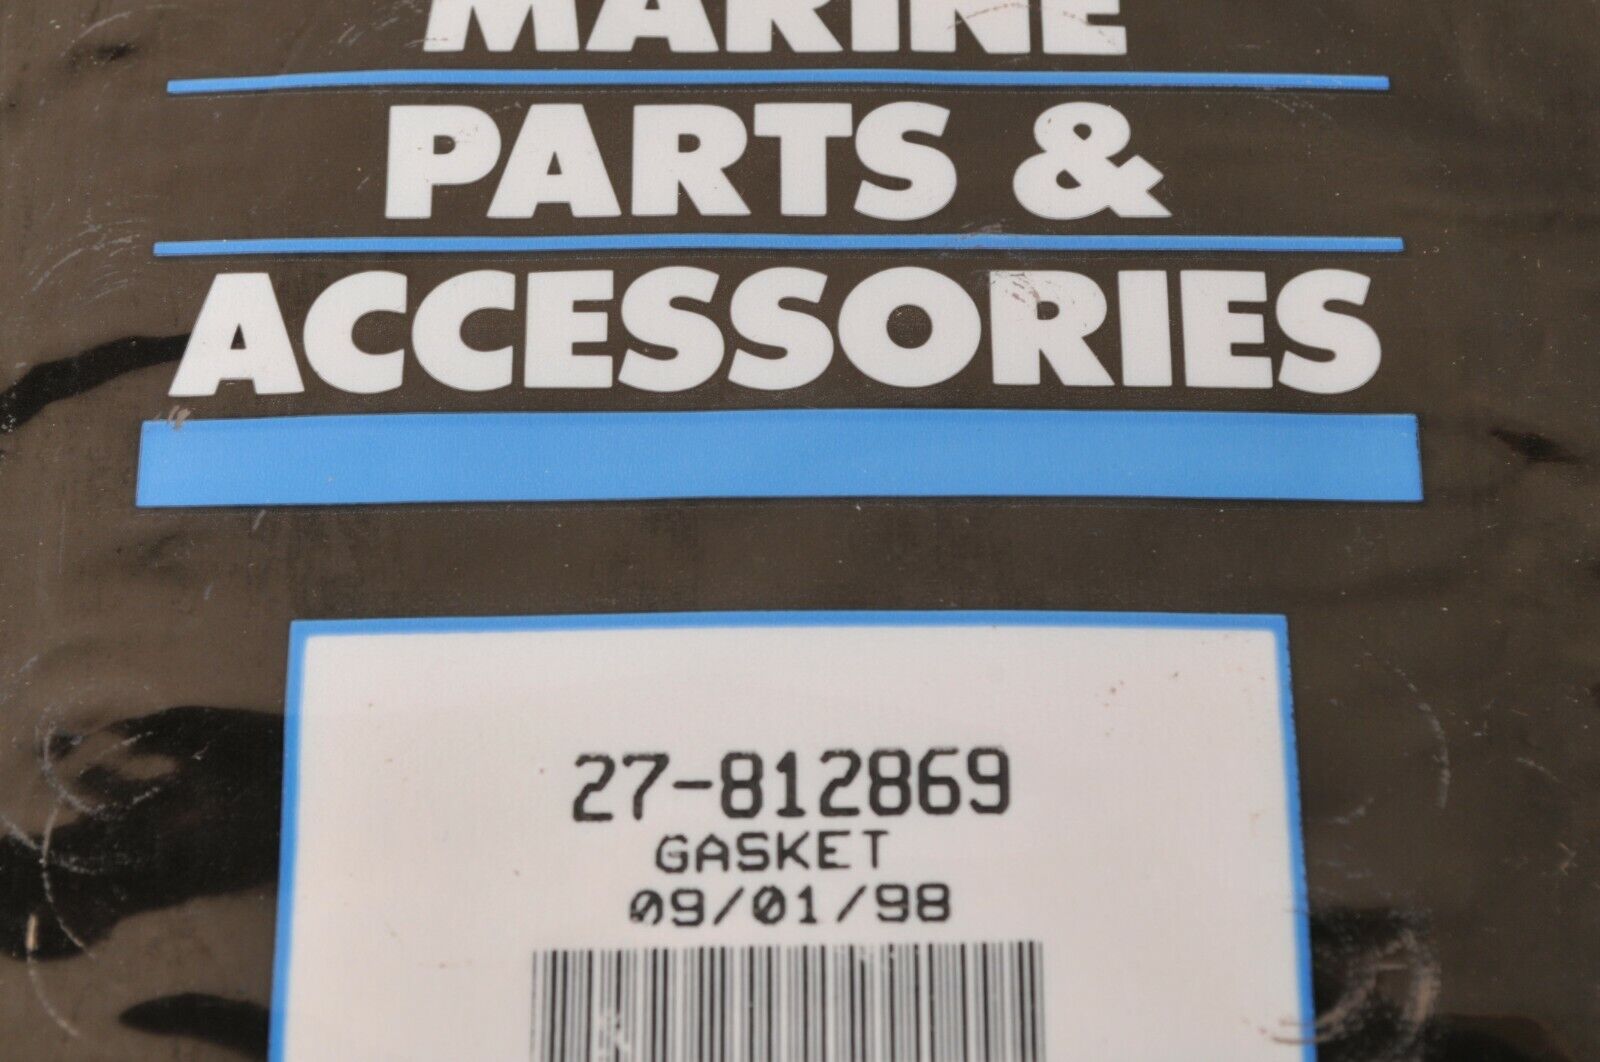 MARINE
PARTS &
ACCESSORIES
27-812869
GASKET
09/01/98